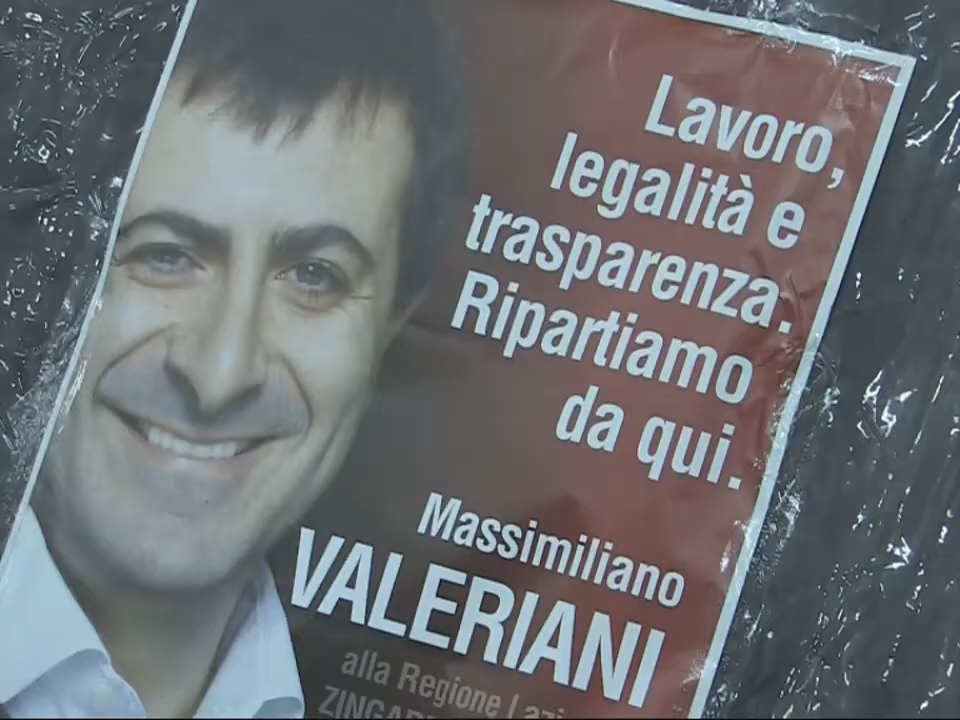 Lavoro,
legalità e
trasparenza.
Ripartiamo
da qui.
Massimiliano
VALERIANI
alla Regione